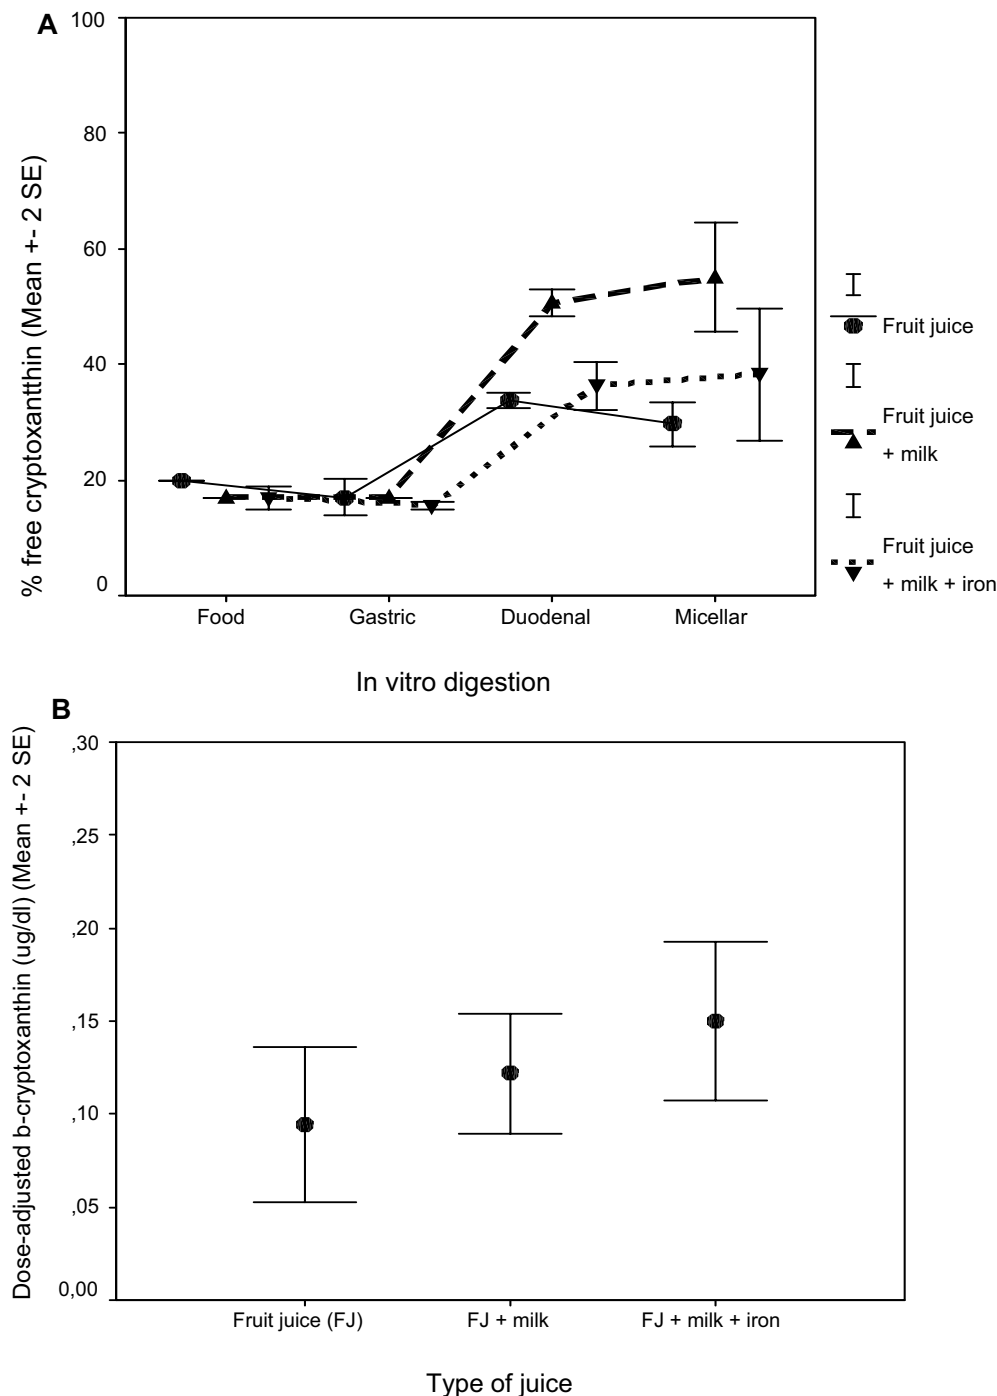 A
100
80
60
40
20
0
% free cryptoxantthin (Mean +- 2 SE)
Food
Gastric
Duodenal
Micellar
In vitro digestion
Fruit juice
Fruit juice
+ milk
Fruit juice
+ milk + iron
B
,30
,25
,20
,15
,10
,05
0,00
Dose-adjusted b-cryptoxanthin (ug/dl) (Mean +- 2 SE)
Fruit juice (FJ)
FJ + milk
FJ + milk + iron
Type of juice